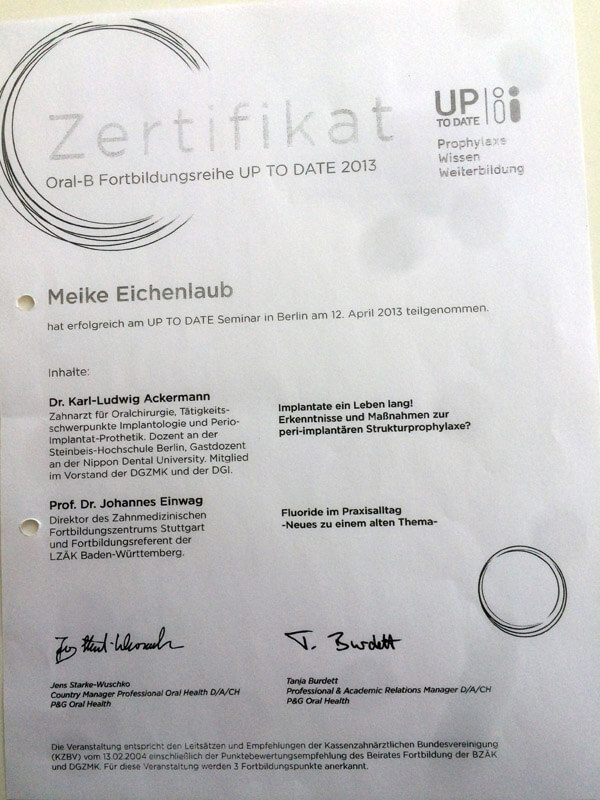 Zertifikat
Oral-B Fortbildungsreihe UP TO DATE 2013
UP
TO DATE
Prophylaxe
Wissen
Weiterbildung
Meike Eichenlaub
hat erfolgreich am UP TO DATE Seminar in Berlin am 12. April 2013 teilgenommen.
Inhalte:
Dr. Karl-Ludwig Ackermann
Zahnarzt für Oralchirurgie, Tätigkeits-
schwerpunkte Implantologie und Perio-
Implantat-Prothetik. Dozent an der
Steinbeis-Hochschule Berlin, Gastdozent
an der Nippon Dental University. Mitglied
im Vorstand der DGZMK und der DGI.
Implantate ein Leben lang!
Erkenntnisse und Maßnahmen zur
peri-implantären Strukturprophylaxe?
Prof. Dr. Johannes Einwag
Direktor des Zahnmedizinischen
Fortbildungszentrums Stuttgart
und Fortbildungsreferent der
LZÄK Baden-Württemberg.
Fluoride im Praxisalltag
-Neues zu einem alten Thema-
T. Burdett
Jens Starke-Wuschko
Country Manager Professional Oral Health D/A/CH
P&G Oral Health
Tanja Burdett
Professional & Academic Relations Manager D/A/CH
P&G Oral Health
Die Veranstaltung entspricht den Leitsätzen und Empfehlungen der Kassenzahnärztlichen Bundesvereinigung
(KZBV) vom 13.02.2004 einschließlich der Punktebewertungsempfehlung des Beirates Fortbildung der BZÄK
und DGZMK. Für diese Veranstaltung werden 3 Fortbildungspunkte anerkannt.